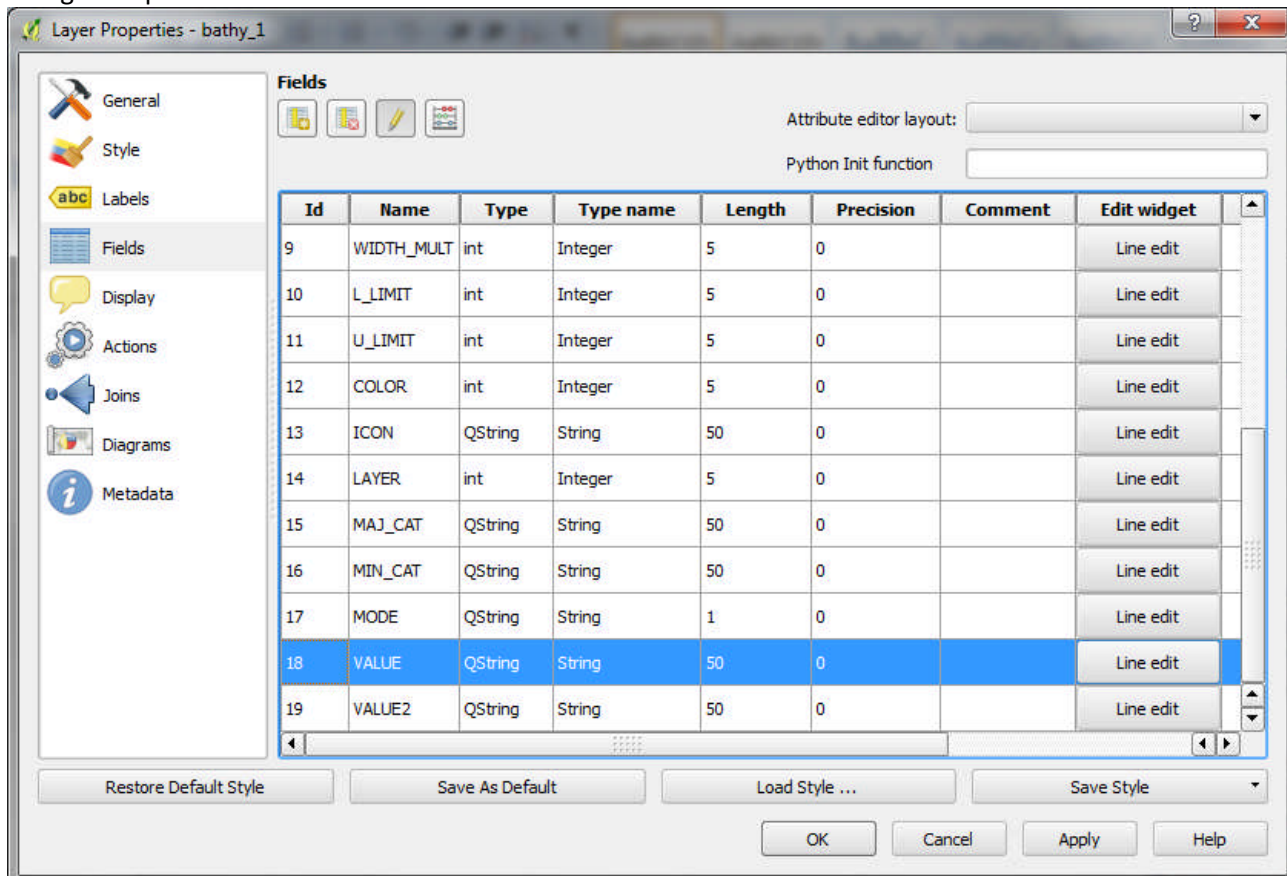 Layer Properties - bathy_1
General
Style
abc Labels
Fields
Display
Actions
Joins
Diagrams
Metadata
Fields
Attribute editor layout:
Python Init function
Id Name Type Type name Length Precision Comment Edit widget
9 WIDTH_MULT int Integer 5 0 Line edit
10 L_LIMIT int Integer 5 0 Line edit
11 U_LIMIT int Integer 5 0 Line edit
12 COLOR int Integer 5 0 Line edit
13 ICON QString String 50 0 Line edit
14 LAYER int Integer 5 0 Line edit
15 MAJ_CAT QString String 50 0 Line edit
16 MIN_CAT QString String 50 0 Line edit
17 MODE QString String 1 0 Line edit
18 VALUE QString String 50 0 Line edit
19 VALUE2 QString String 50 0 Line edit
Restore Default Style Save As Default Load Style ... Save Style
OK Cancel Apply Help